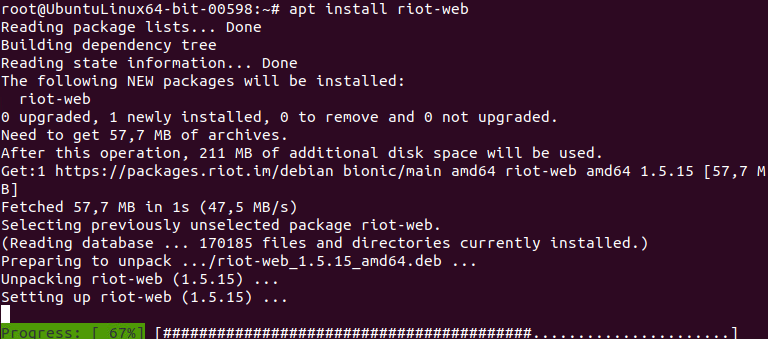 root@UbuntuLinux64-bit-00598:~# apt install riot-web
Reading package lists... Done
Building dependency tree
Reading state information... Done
The following NEW packages will be installed:
  riot-web
0 upgraded, 1 newly installed, 0 to remove and 0 not upgraded.
Need to get 57,7 MB of archives.
After this operation, 211 MB of additional disk space will be used.
Get:1 https://packages.riot.im/debian bionic/main amd64 riot-web amd64 1.5.15 [57,7 M
B]
Fetched 57,7 MB in 1s (47,5 MB/s)
Selecting previously unselected package riot-web.
(Reading database ... 170185 files and directories currently installed.)
Preparing to unpack .../riot-web_1.5.15_amd64.deb ...
Unpacking riot-web (1.5.15) ...
Setting up riot-web (1.5.15) ...
Progress: [ 67%] [#########################################......................]